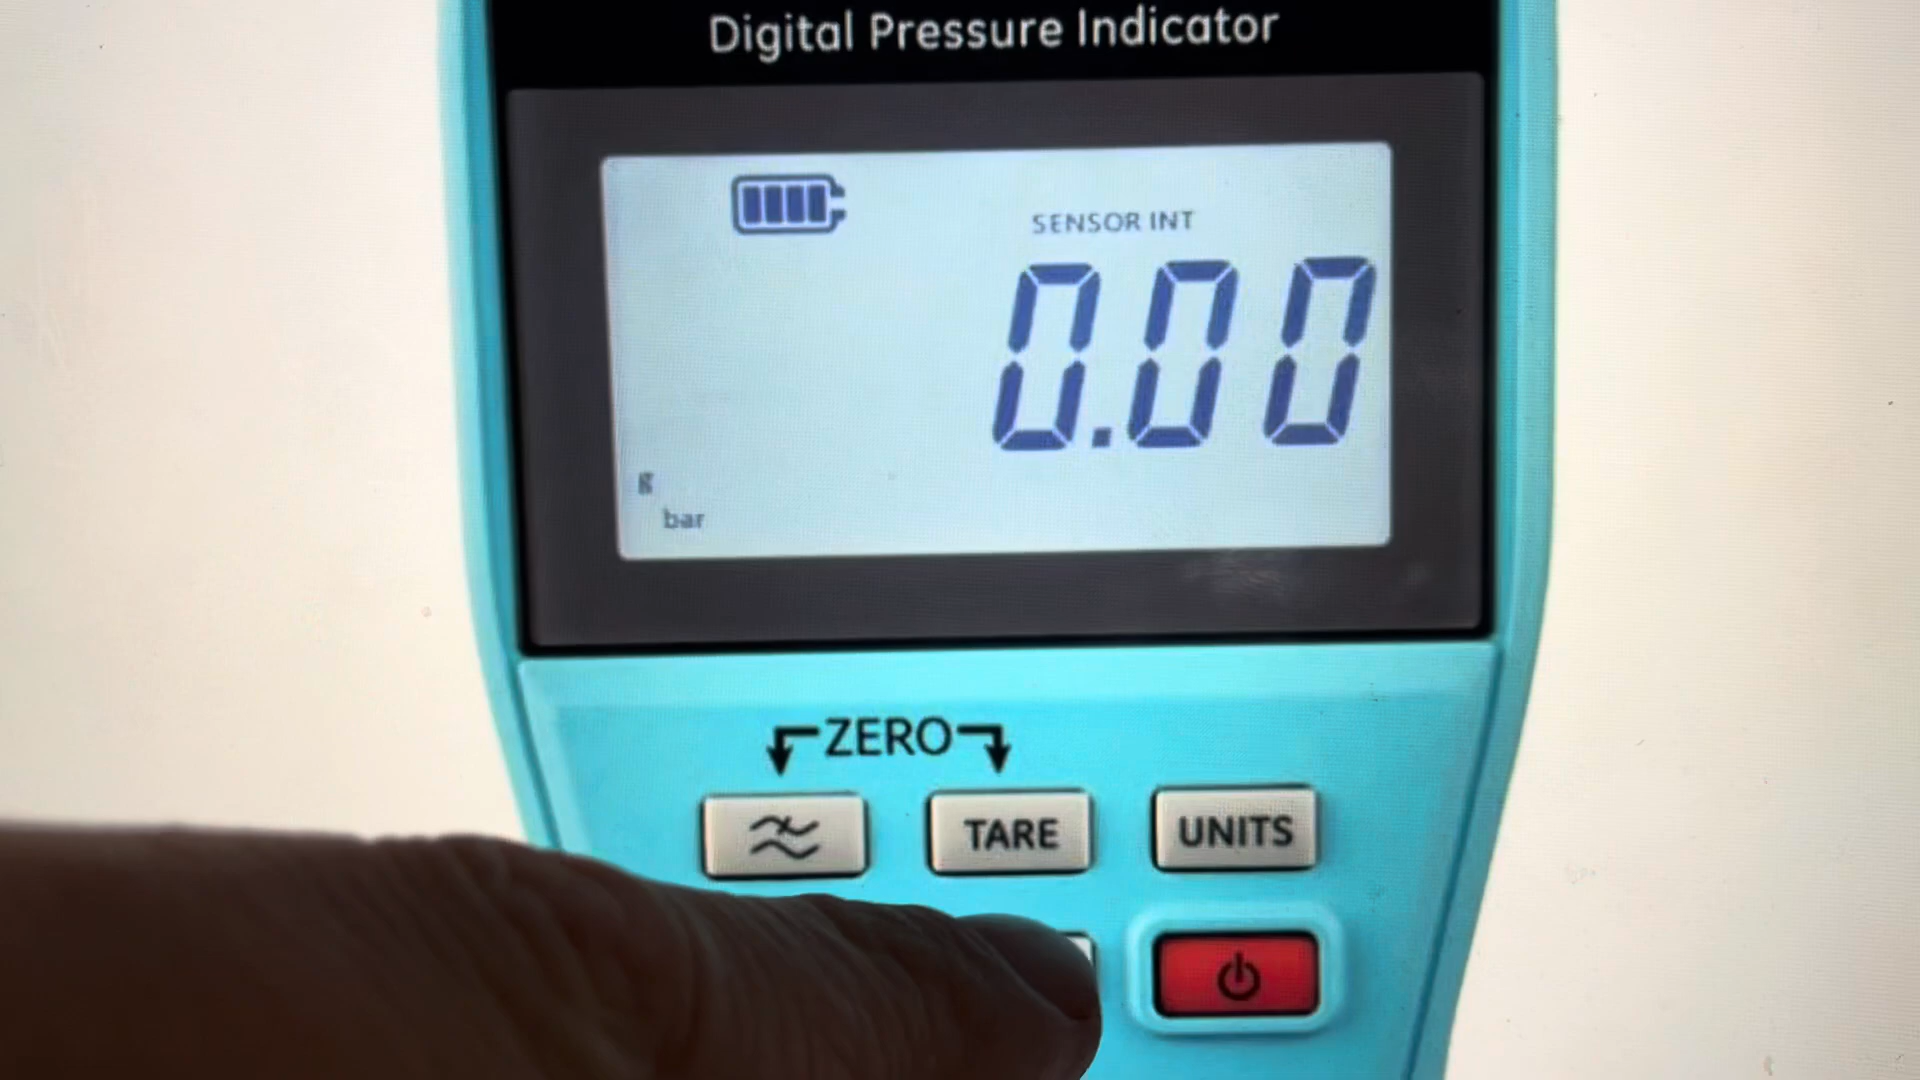 Digital Pressure Indicator
SENSOR INT
0.00
g
bar
ZERO
TARE
UNITS